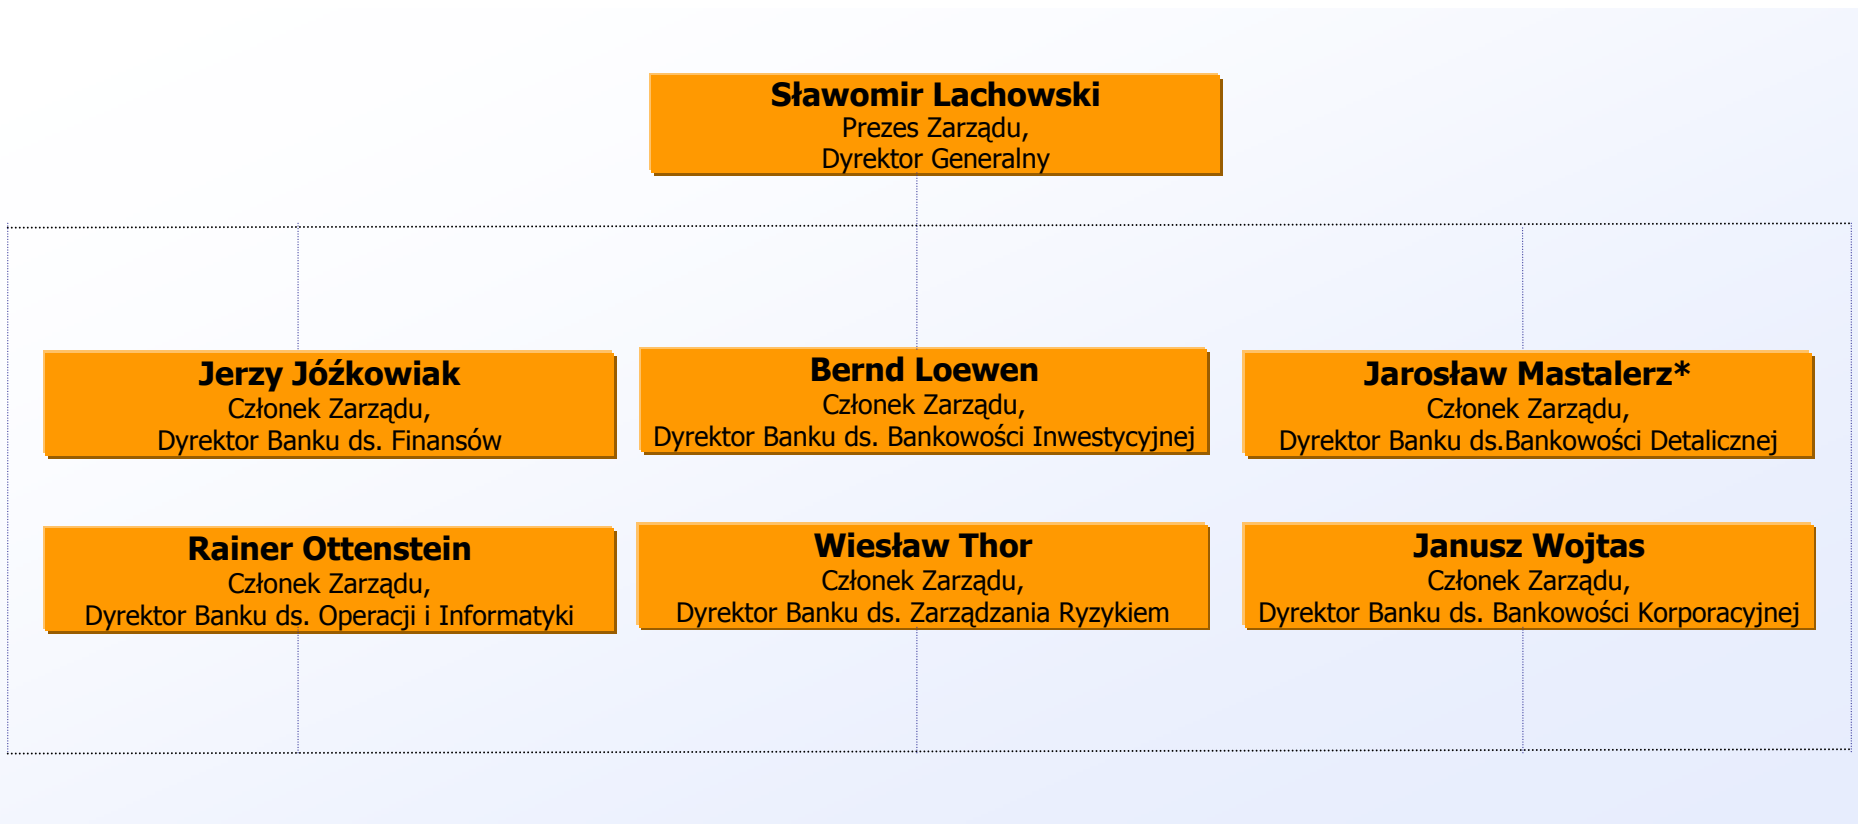 Sławomir Lachowski
Prezes Zarządu,
Dyrektor Generalny
Jerzy Jóźkowiak
Członek Zarządu,
Dyrektor Banku ds. Finansów
Bernd Loewen
Członek Zarządu,
Dyrektor Banku ds. Bankowości Inwestycyjnej
Jarosław Mastalerz*
Członek Zarządu,
Dyrektor Banku ds.Bankowości Detalicznej
Rainer Ottenstein
Członek Zarządu,
Dyrektor Banku ds. Operacji i Informatyki
Wiesław Thor
Członek Zarządu,
Dyrektor Banku ds. Zarządzania Ryzykiem
Janusz Wojtas
Członek Zarządu,
Dyrektor Banku ds. Bankowości Korporacyjnej